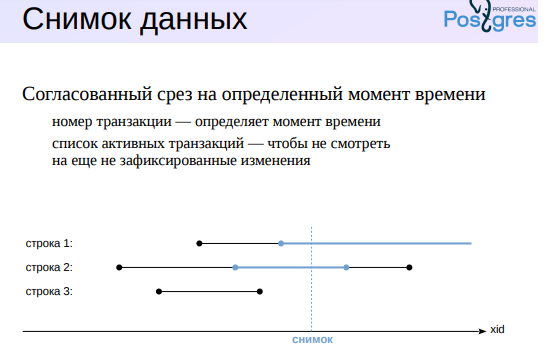 Снимок данных
PROFESSIONAL
Postgres
Согласованный срез на определенный момент времени
номер транзакции — определяет момент времени
список активных транзакций — чтобы не смотреть
на еще не зафиксированные изменения
строка 1:
строка 2:
строка 3:
xid
снимок